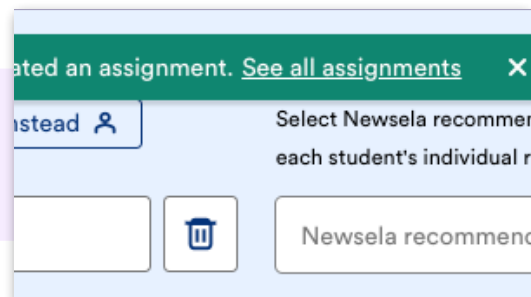 ated an assignment. See all assignments
nstead
Select Newsela recommen
each student's individual r
Newsela recommend